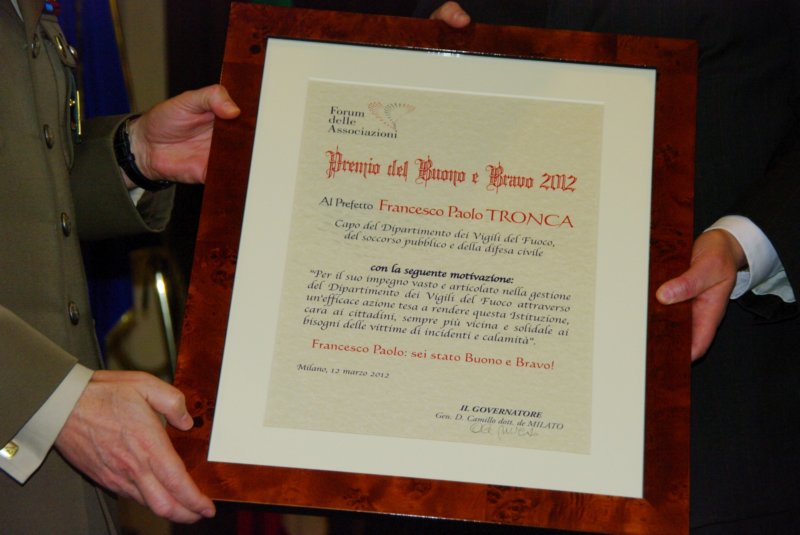 Forum
delle
Associazioni
Premio del Buono e Bravo 2012
Al Prefetto Francesco Paolo TRONCA
Capo del Dipartimento dei Vigili del Fuoco,
del soccorso pubblico e della difesa civile
con la seguente motivazione:
"Per il suo impegno vasto e articolato nella gestione
del Dipartimento dei Vigili del Fuoco attraverso
un'efficace azione tesa a rendere questa Istituzione,
cara ai cittadini, sempre più vicina e solidale ai
bisogni delle vittime di incidenti e calamità".
Francesco Paolo: sei stato Buono e Bravo!
Milano, 12 marzo 2012
IL GOVERNATORE
Gen. D. Camillo dott. de MILATO